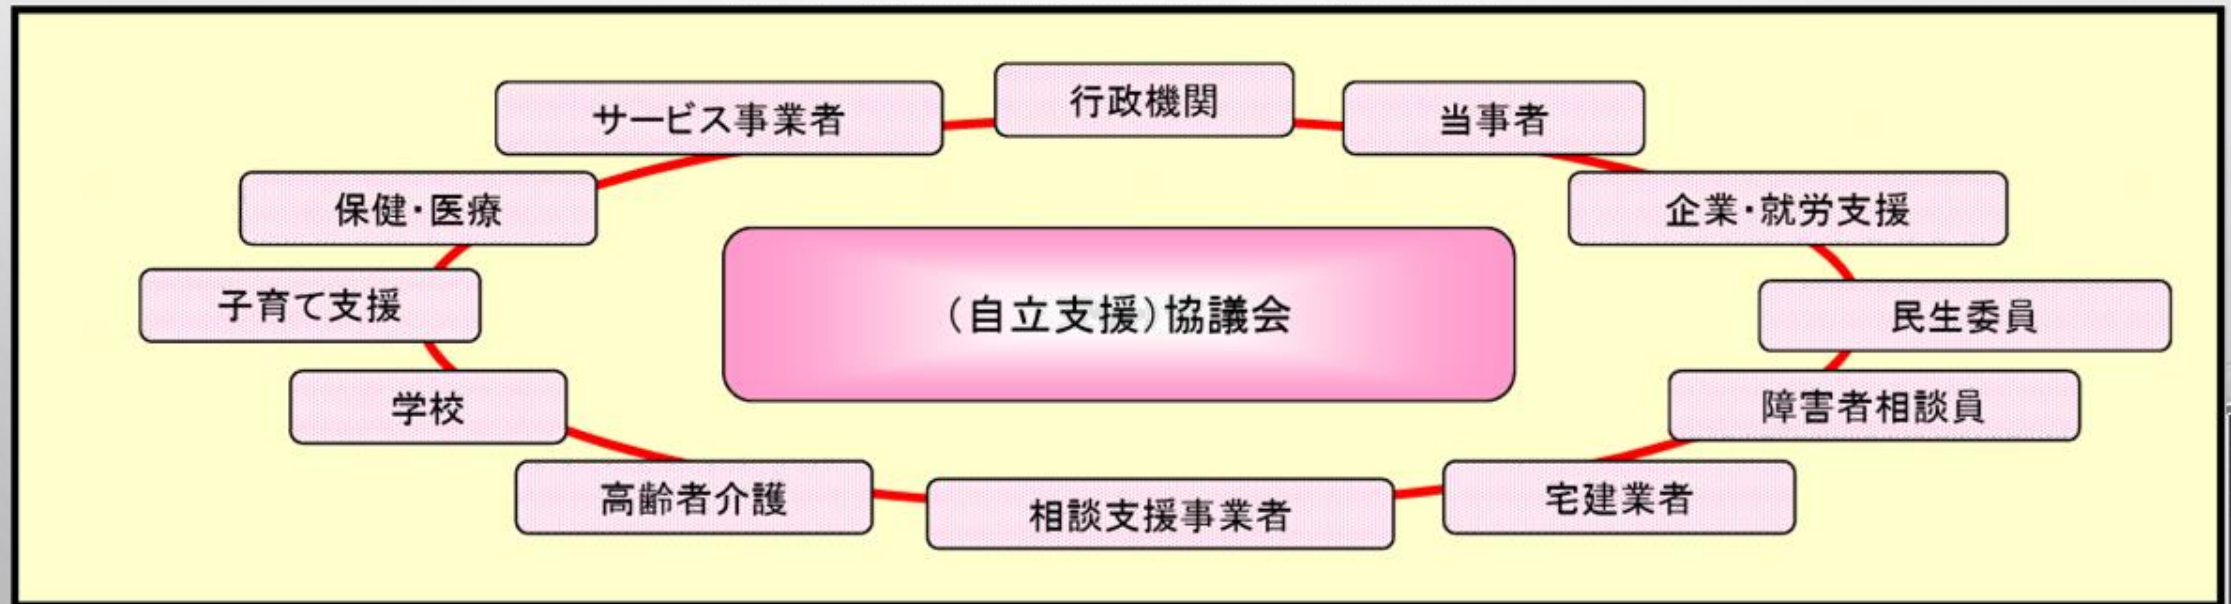 行政機関
サービス事業者
当事者
保健・医療
企業・就労支援
子育て支援
(自立支援)協議会
民生委員
学校
障害者相談員
高齢者介護
相談支援事業者
宅建業者